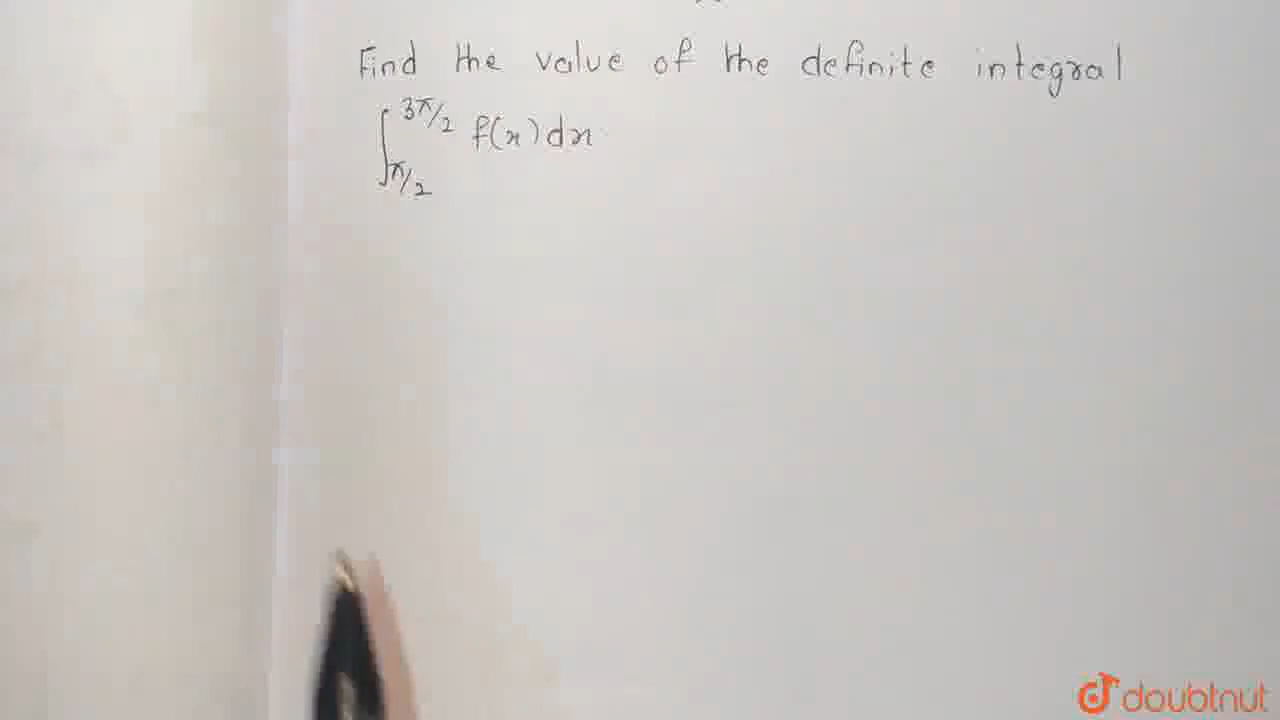 Find the value of the definite integral
∫_{π/2}^{3π/2} f(x)dx
doubtnut